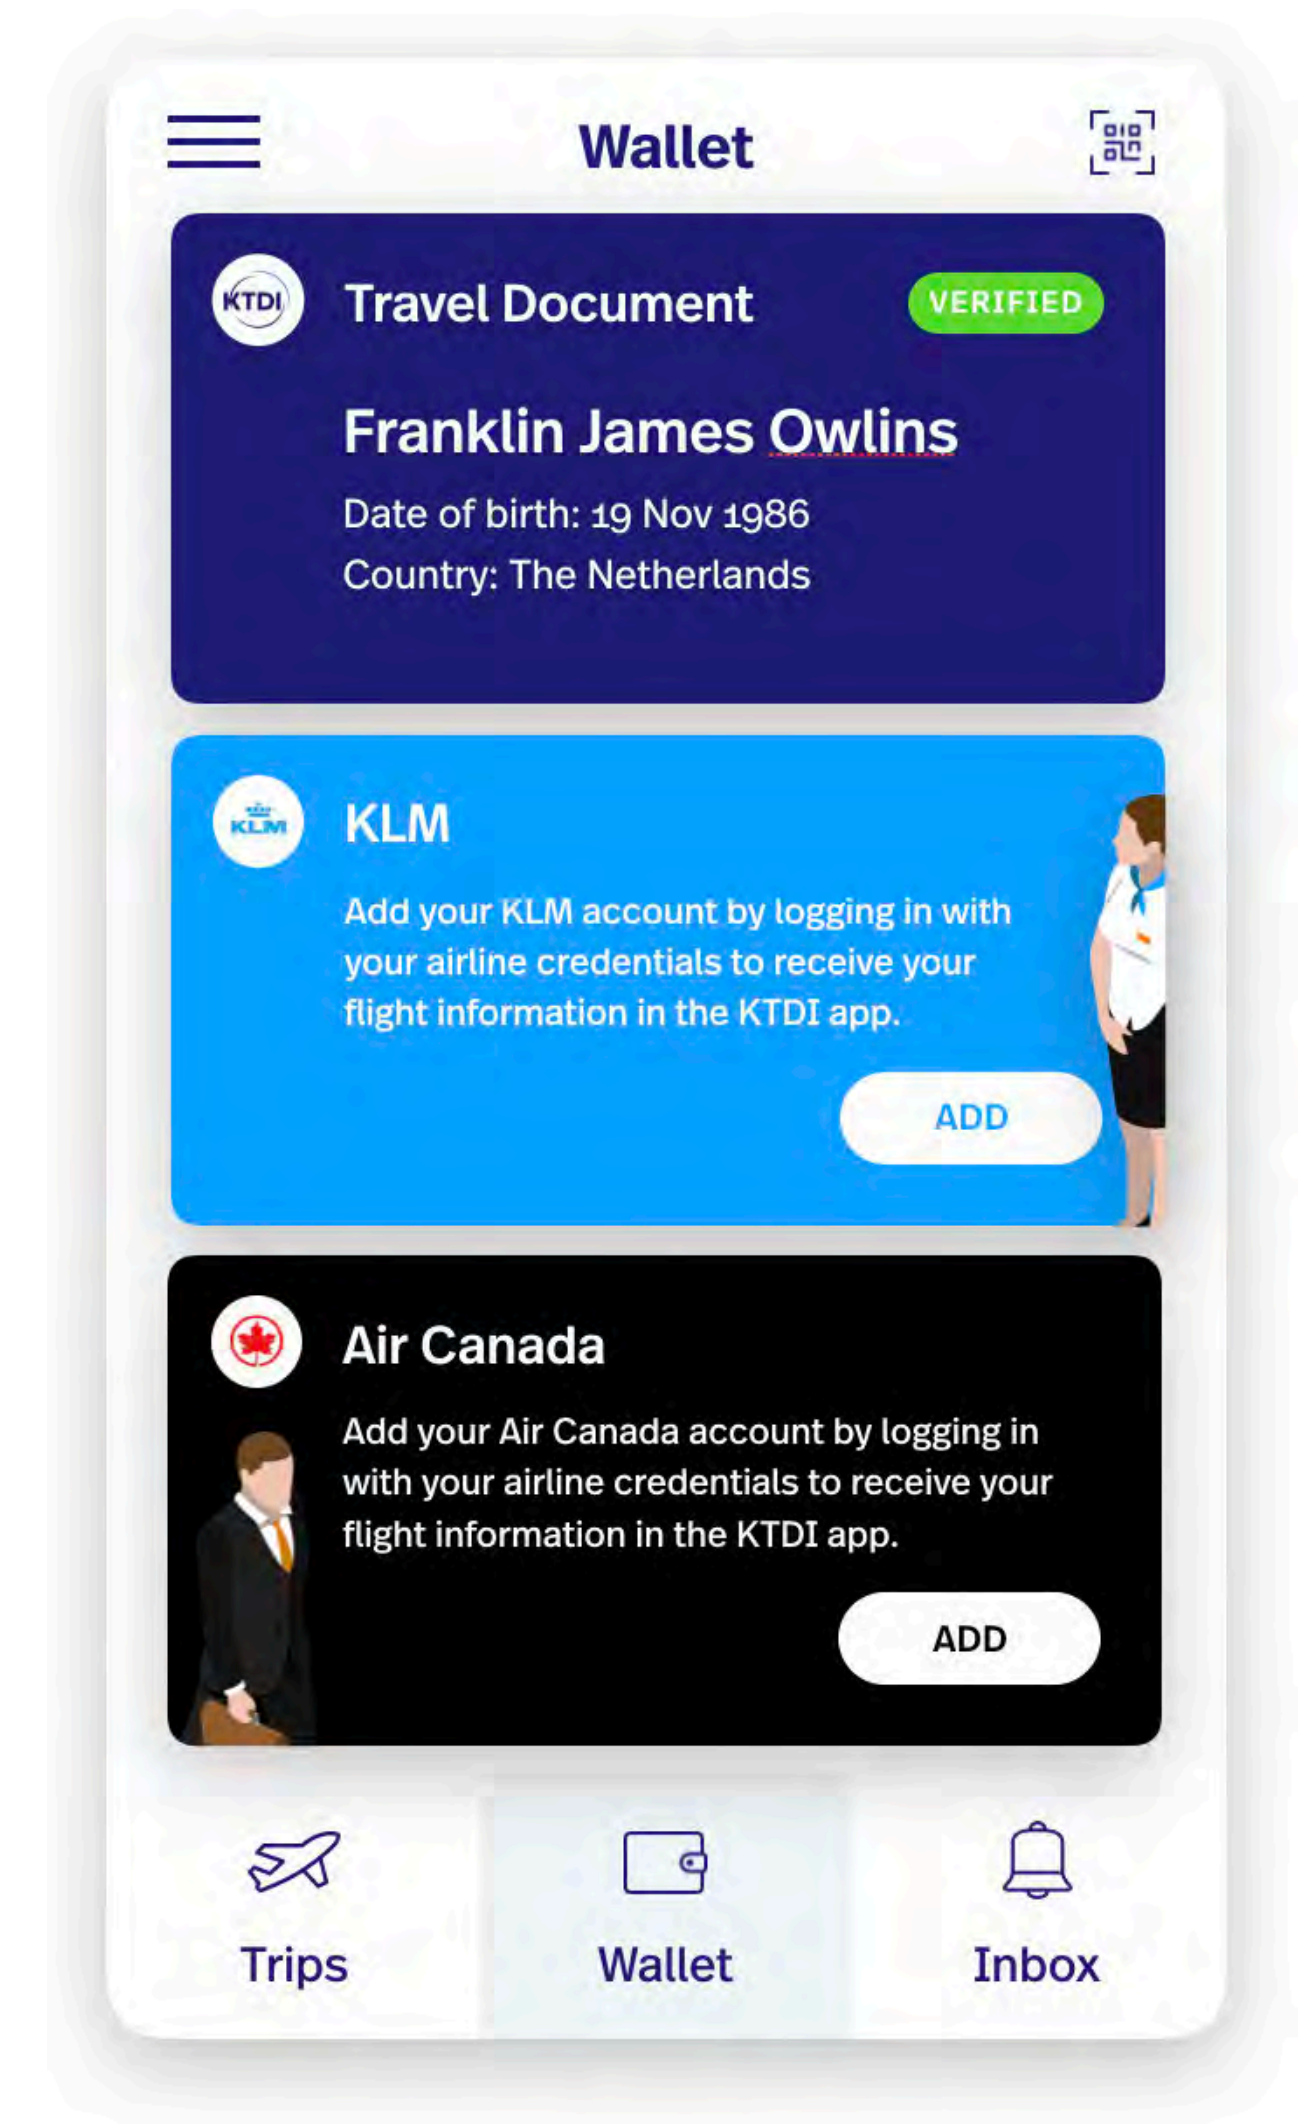 Wallet
KTDI
Travel Document
VERIFIED
Franklin James Owlins
Date of birth: 19 Nov 1986
Country: The Netherlands
KLM
KLM
Add your KLM account by logging in with
your airline credentials to receive your
flight information in the KTDI app.
ADD
Air Canada
Add your Air Canada account by logging in
with your airline credentials to receive your
flight information in the KTDI app.
ADD
Trips
Wallet
Inbox